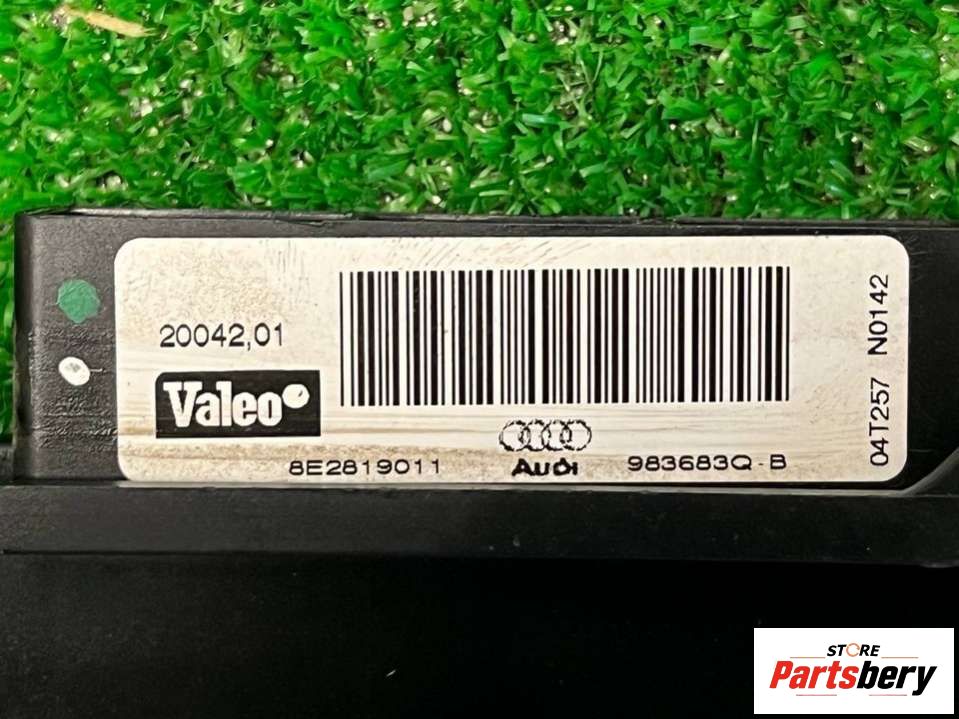 20042,01
Valeo
8E2819011
Audi
983683Q-B
04T257 N0142
STORE
Partsbery